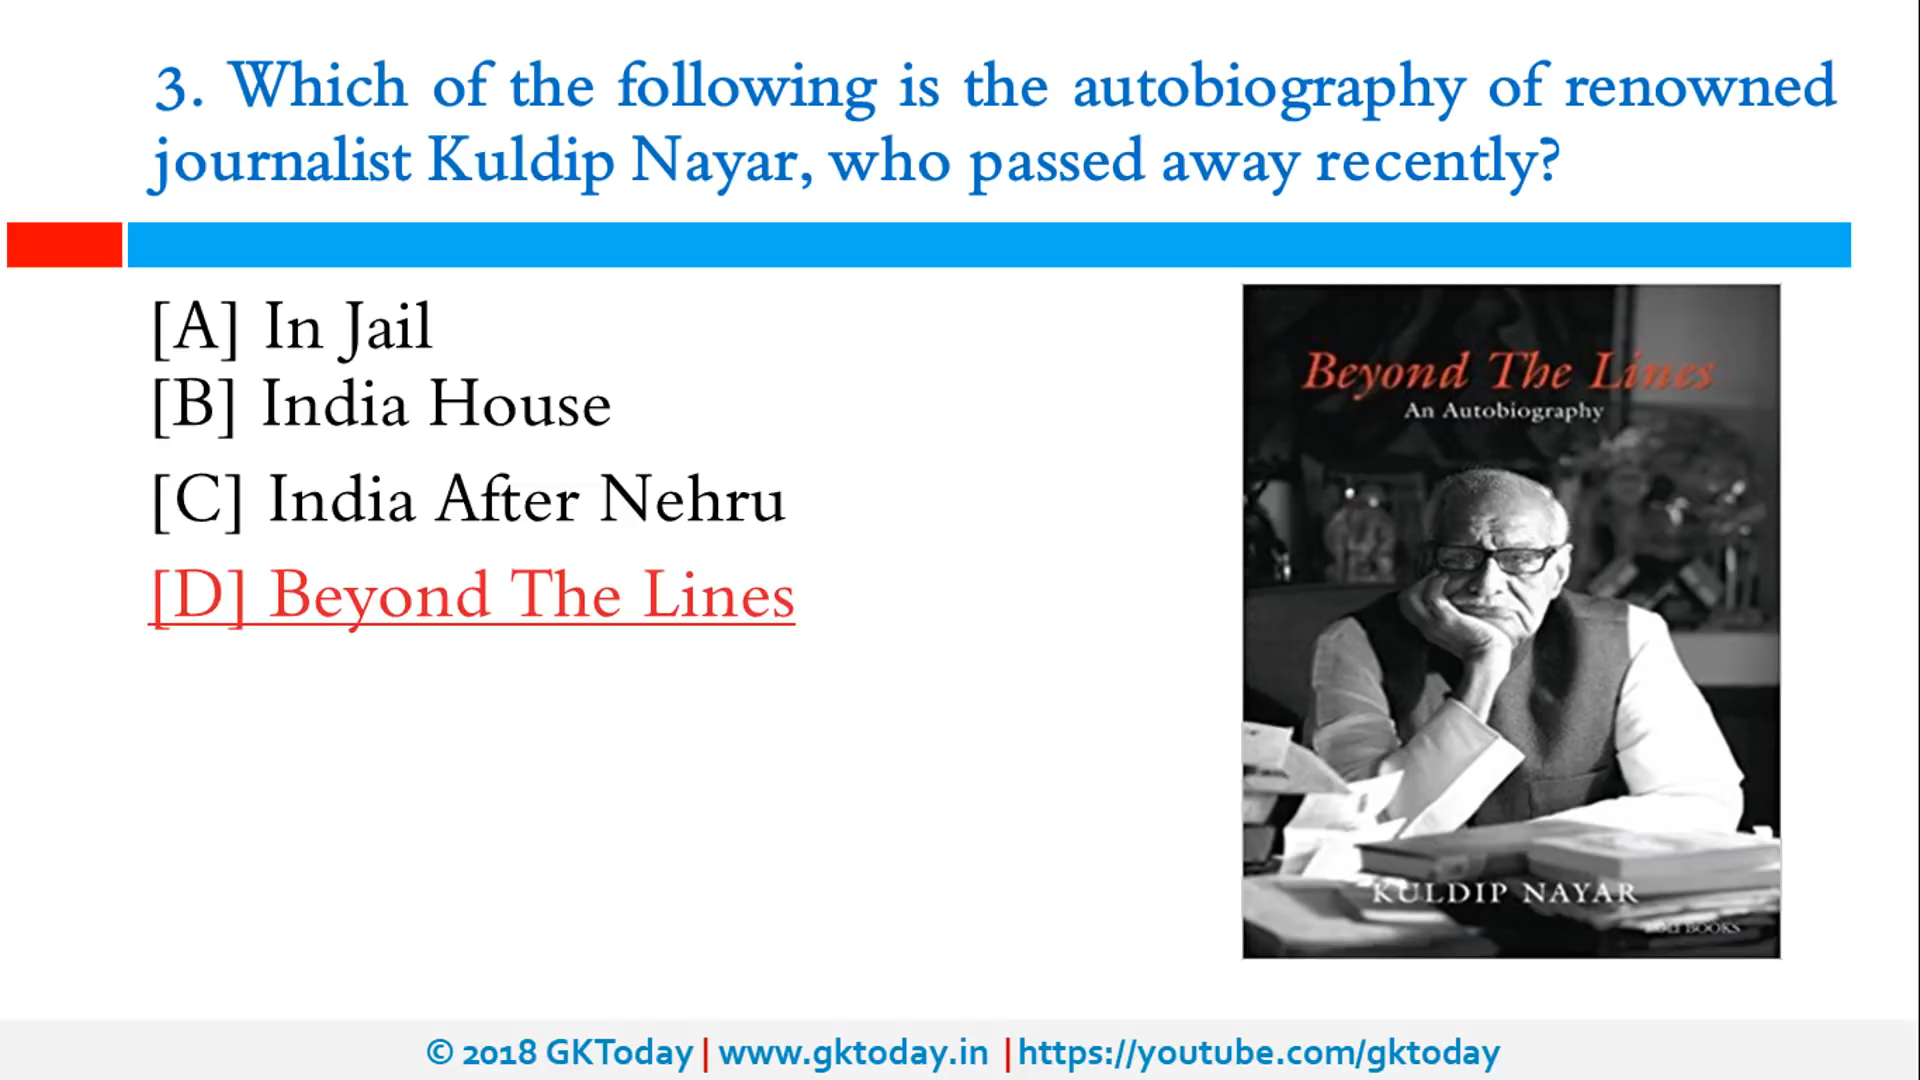 3. Which of the following is the autobiography of renowned
journalist Kuldip Nayar, who passed away recently?
[A] In Jail
[B] India House
[C] India After Nehru
[D] Beyond The Lines
Beyond The Lines
An Autobiography
KULDIP NAYAR
BOOKS
© 2018 GKToday | www.gktoday.in | https://youtube.com/gktoday